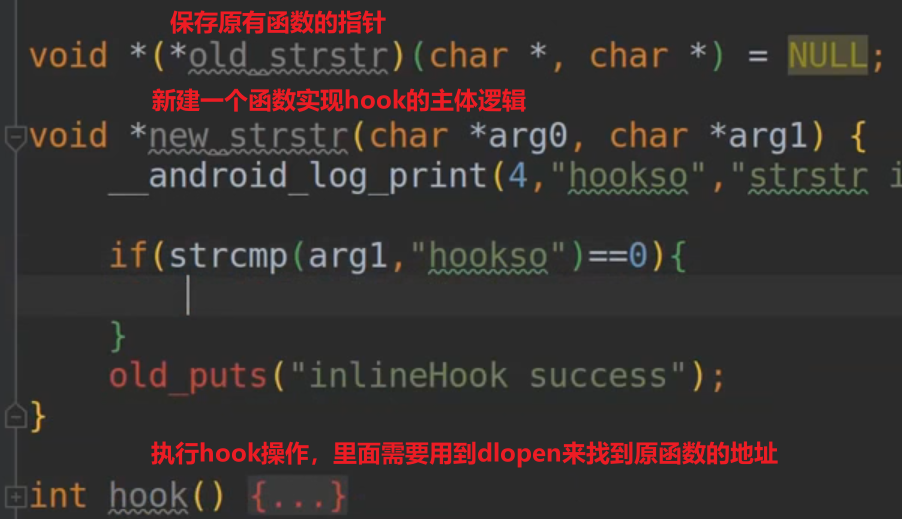 保存原有函数的指针
void *(*old_strstr)(char *, char *) = NULL;
新建一个函数实现hook的主体逻辑
void *new_strstr(char *arg0, char *arg1) {
__android_log_print(4,"hookso","strstr i
if(strcmp(arg1,"hookso")==0){
}
old_puts("inlineHook success");
}
执行hook操作，里面需要用到dlopen来找到原函数的地址
int hook() {...}